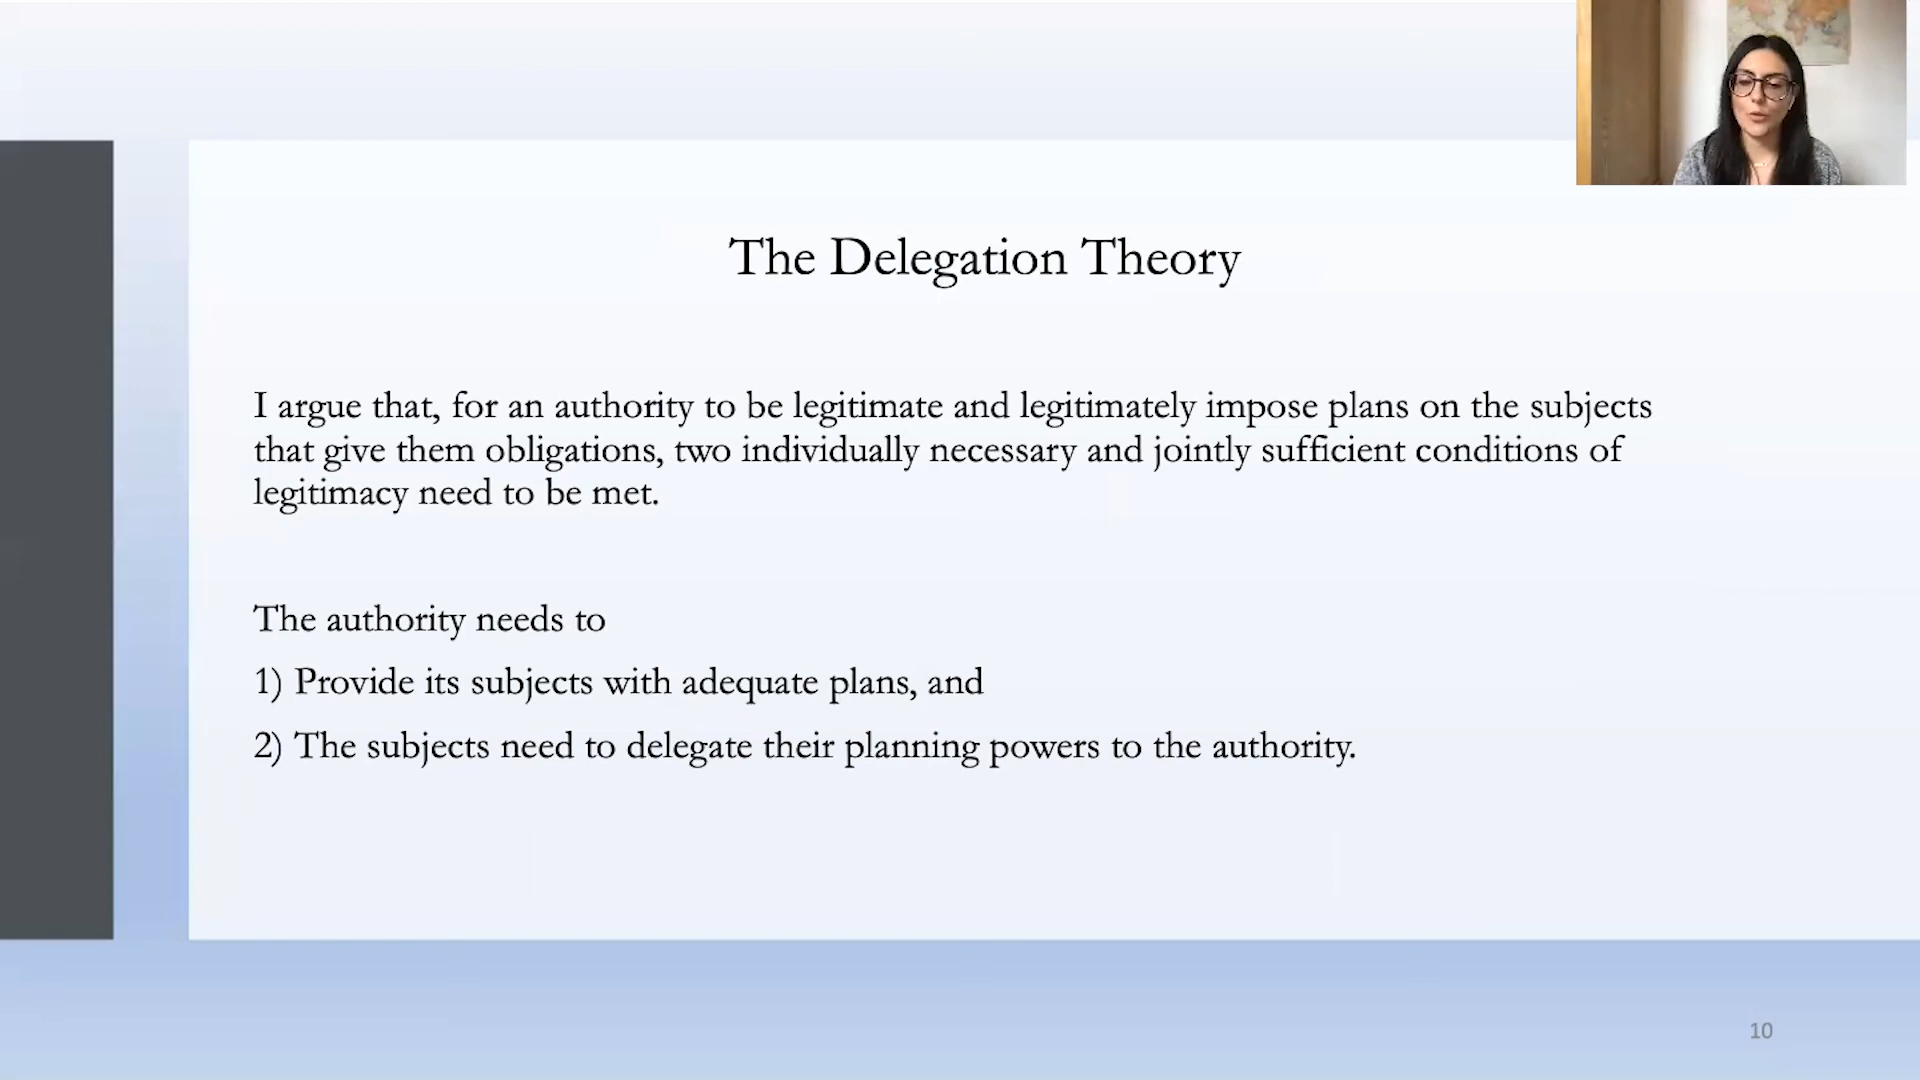 The Delegation Theory
I argue that, for an authority to be legitimate and legitimately impose plans on the subjects
that give them obligations, two individually necessary and jointly sufficient conditions of
legitimacy need to be met.
The authority needs to
1) Provide its subjects with adequate plans, and
2) The subjects need to delegate their planning powers to the authority.
10